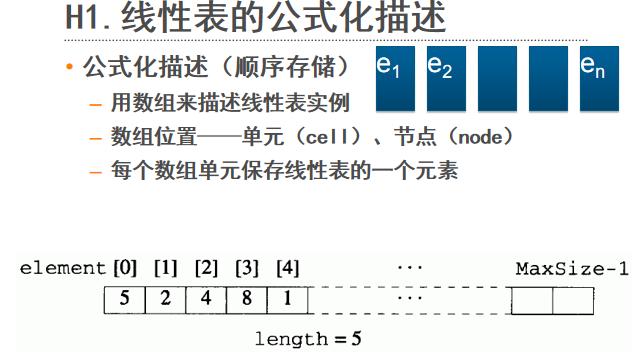 H1.线性表的公式化描述
• 公式化描述（顺序存储） e1 e2 en
– 用数组来描述线性表实例
– 数组位置——单元（cell）、节点（node）
– 每个数组单元保存线性表的一个元素
element [0] [1] [2] [3] [4] ··· MaxSize-1
5 2 4 8 1 ···
length = 5